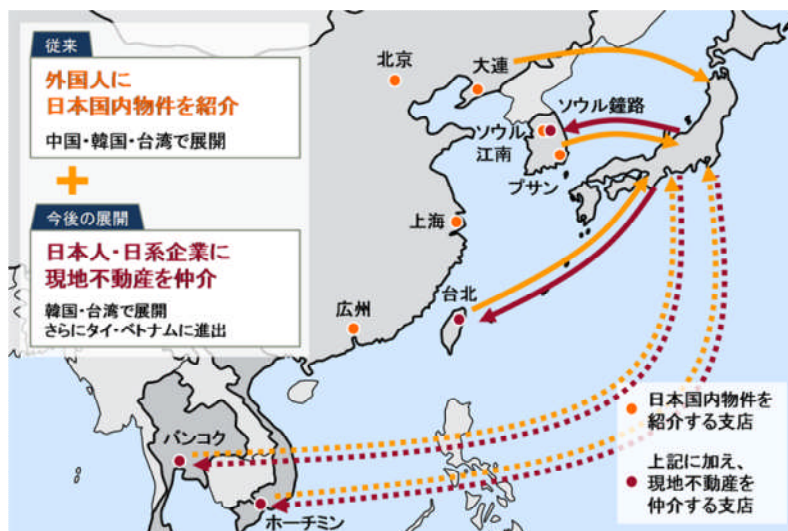 従来
外国人に
日本国内物件を紹介
中国・韓国・台湾で展開
+
今後の展開
日本人・日系企業に
現地不動産を仲介
韓国・台湾で展開
さらにタイ・ベトナムに進出
北京
大連
ソウル鐘路
ソウル
江南
プサン
上海
台北
広州
バンコク
ホーチミン
日本国内物件を
紹介する支店
上記に加え、
現地不動産を
仲介する支店